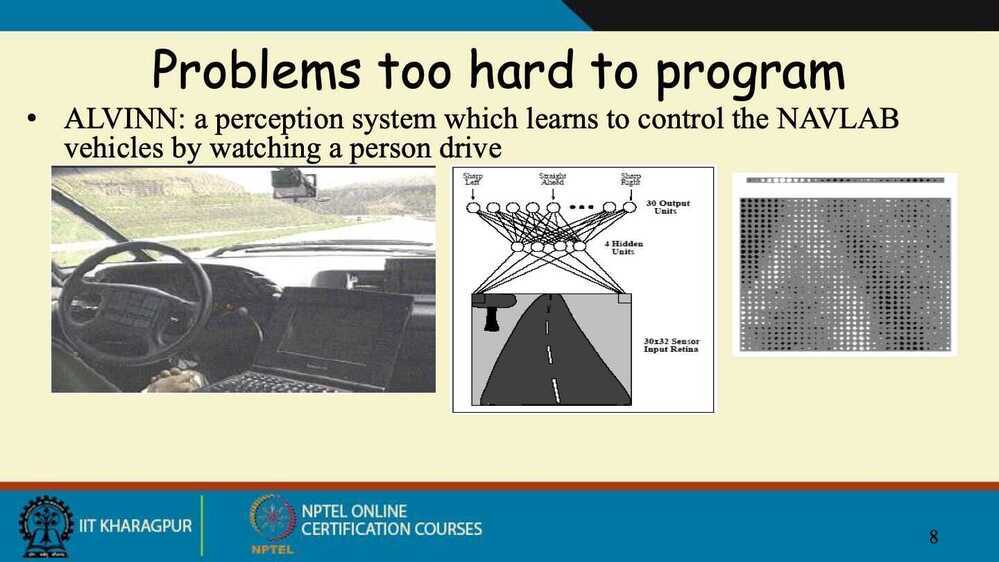 Problems too hard to program
• ALVINN: a perception system which learns to control the NAVLAB
vehicles by watching a person drive
Sharp
Left
Straight
Ahead
Sharp
Right
30 Output
Units
4 Hidden
Units
30x32 Sensor
Input Retina
IIT KHARAGPUR
NPTEL
NPTEL ONLINE
CERTIFICATION COURSES
8